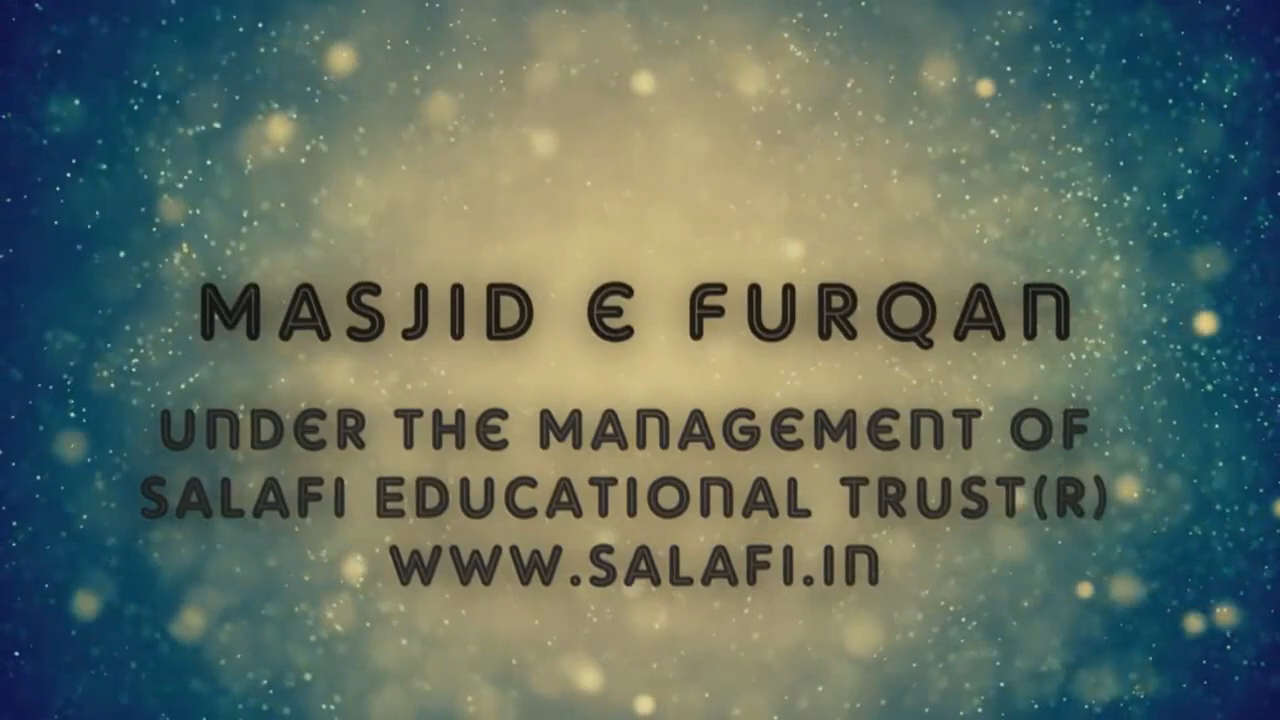 MASJID E FURQAN
UNDER THE MANAGEMENT OF
SALAFI EDUCATIONAL TRUST(R)
WWW.SALAFI.IN